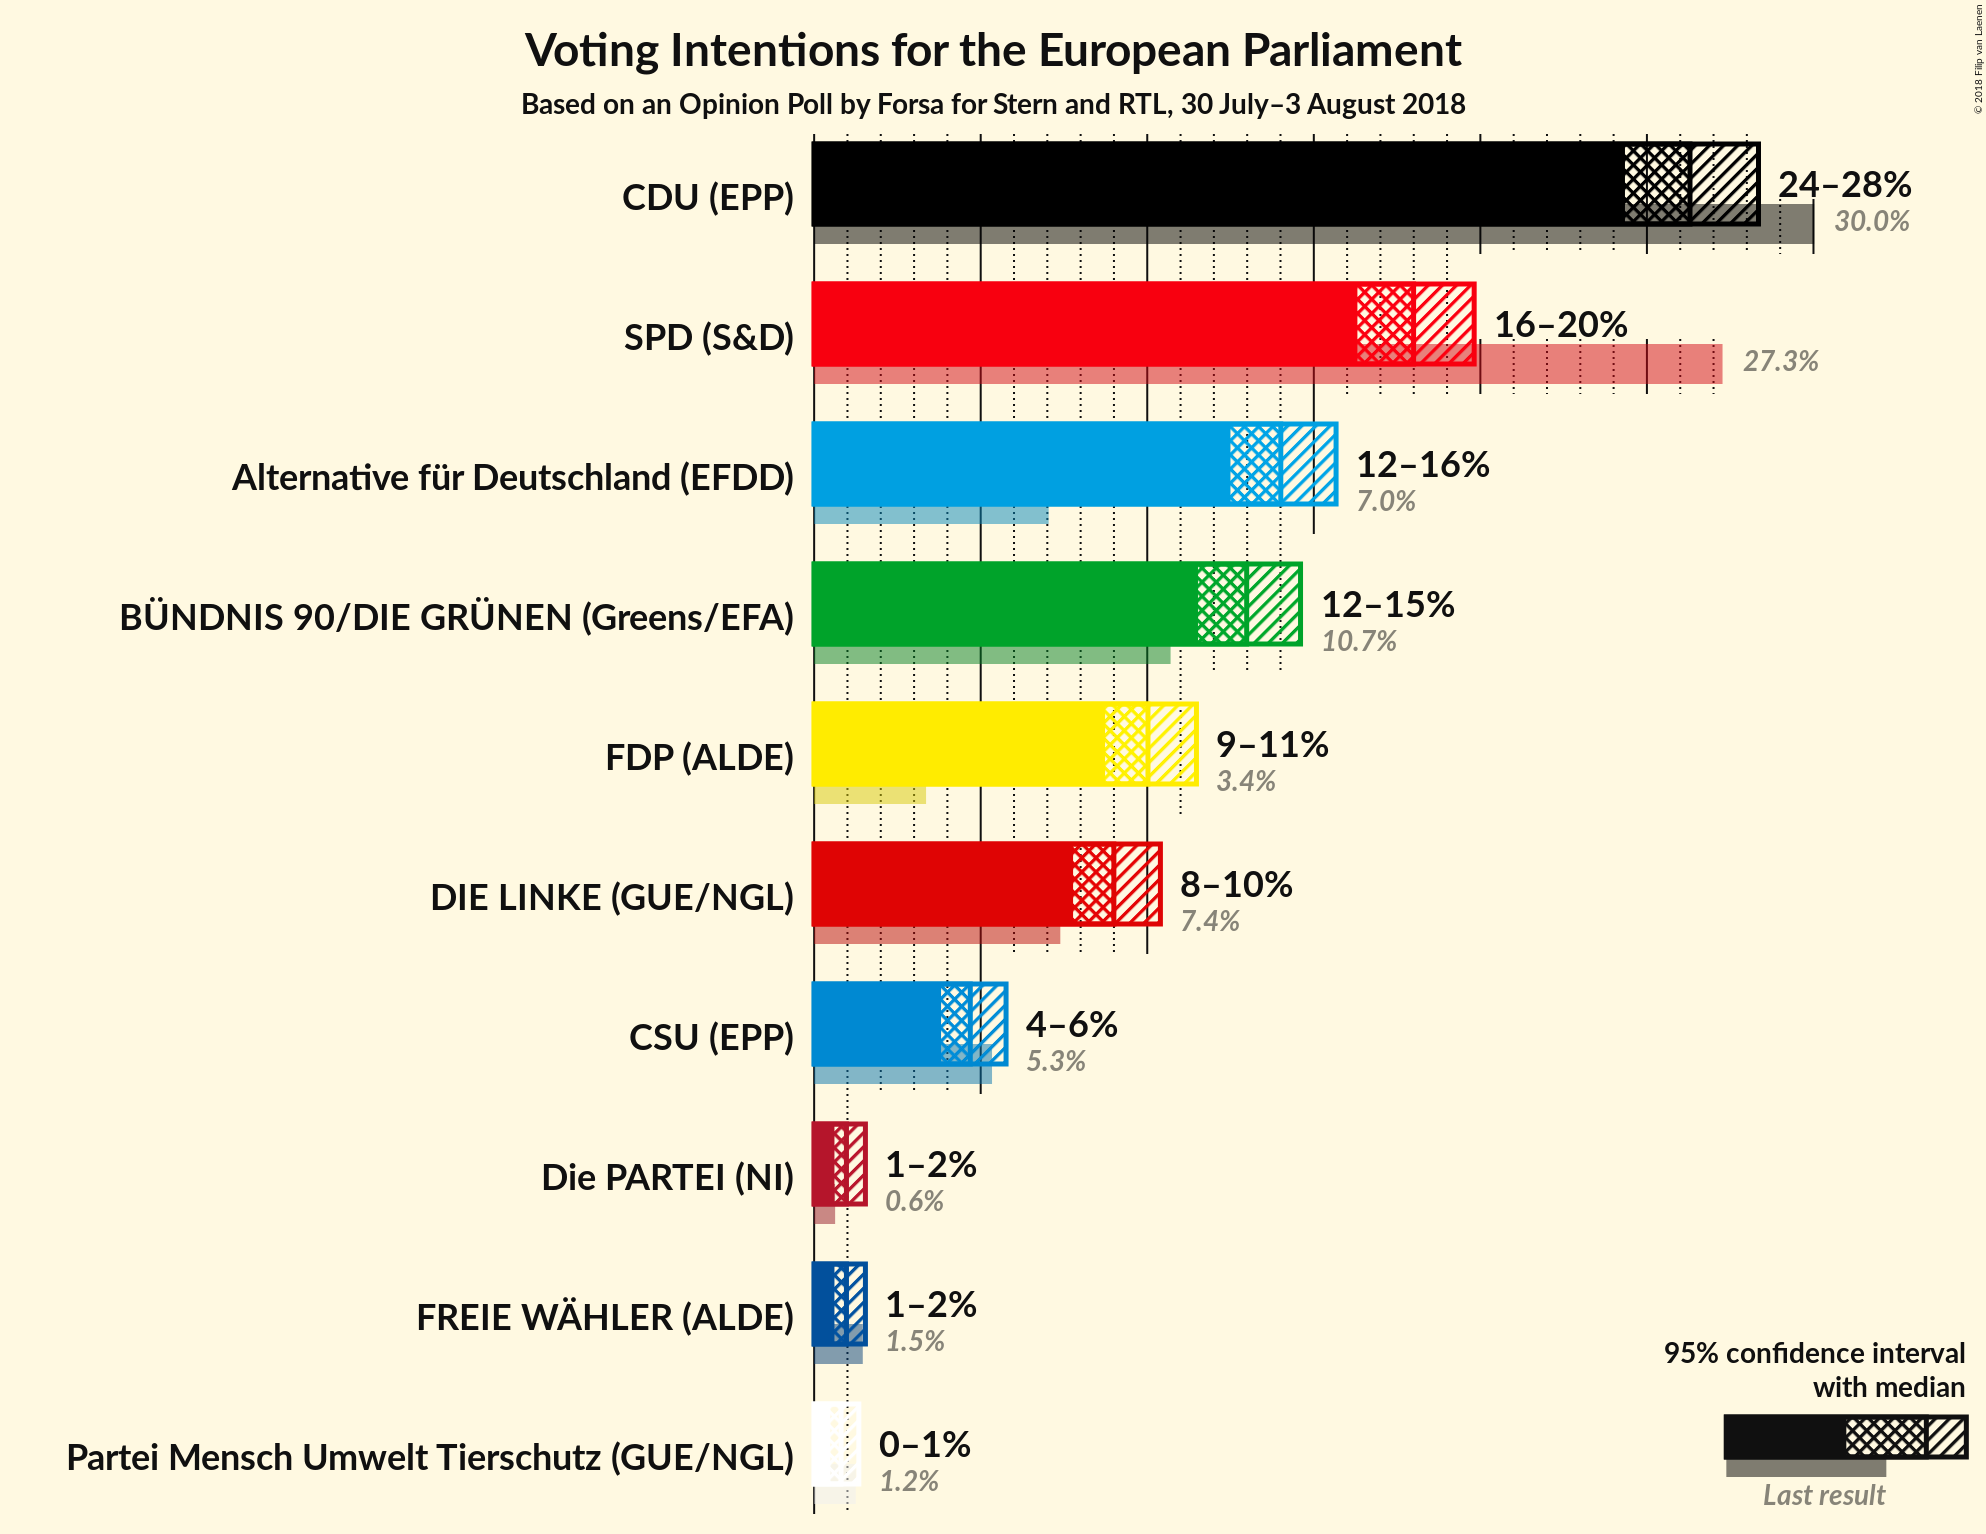 Voting Intentions for the European Parliament
Based on an Opinion Poll by Forsa for Stern and RTL, 30 July–3 August 2018
© 2018 Filip van Laenen
CDU (EPP)
24–28%
30.0%
SPD (S&D)
16–20%
27.3%
Alternative für Deutschland (EFDD)
12–16%
7.0%
BÜNDNIS 90/DIE GRÜNEN (Greens/EFA)
12–15%
10.7%
FDP (ALDE)
9–11%
3.4%
DIE LINKE (GUE/NGL)
8–10%
7.4%
CSU (EPP)
4–6%
5.3%
Die PARTEI (NI)
1–2%
0.6%
FREIE WÄHLER (ALDE)
1–2%
1.5%
Partei Mensch Umwelt Tierschutz (GUE/NGL)
0–1%
1.2%
95% confidence interval
with median
Last result